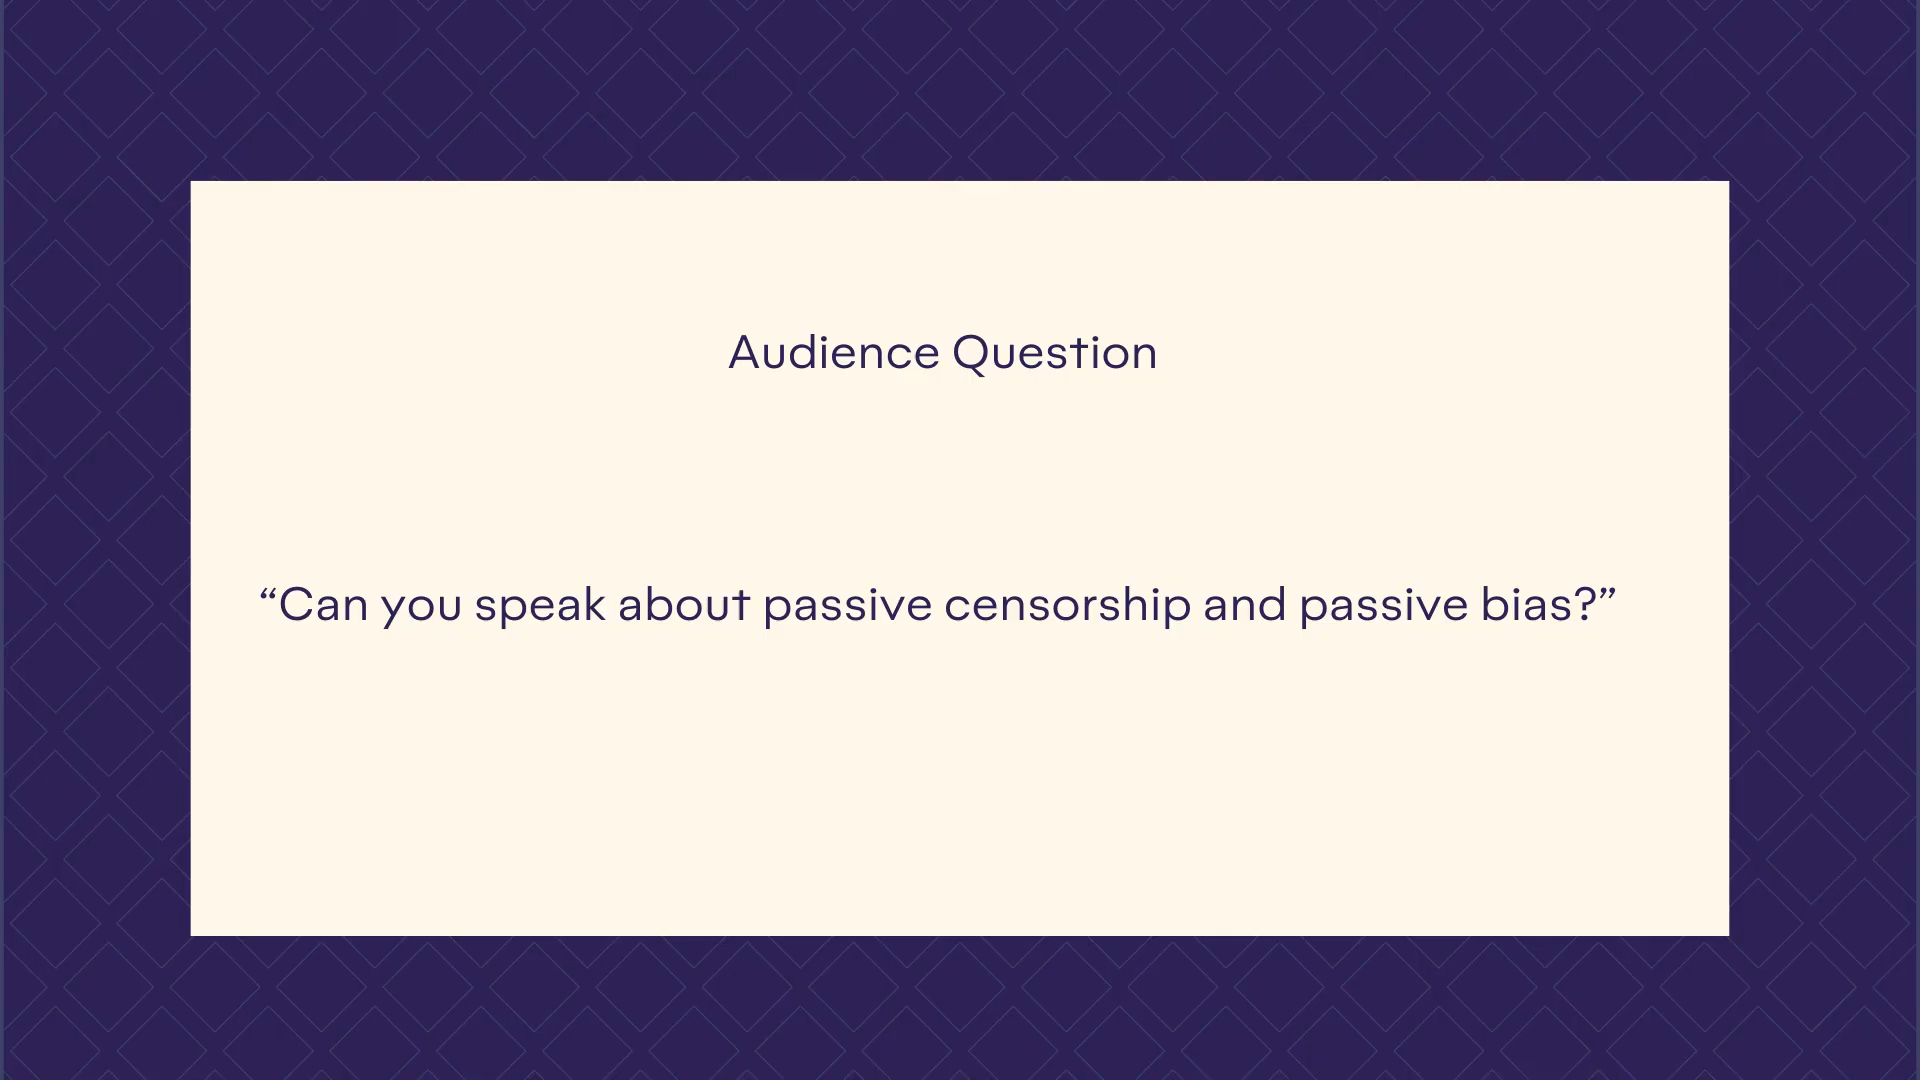 Audience Question
“Can you speak about passive censorship and passive bias?”